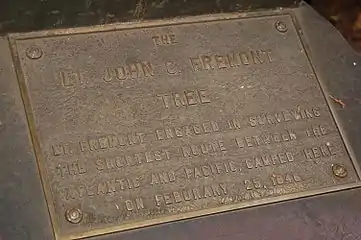 THE
LT. JOHN C. FREMONT
TREE
LT. FREMONT ENGAGED IN SURVEYING
THE SHORTEST ROUTE BETWEEN THE
ATLANTIC AND PACIFIC, CAMPED HERE
ON FEBURARY 25, 1846